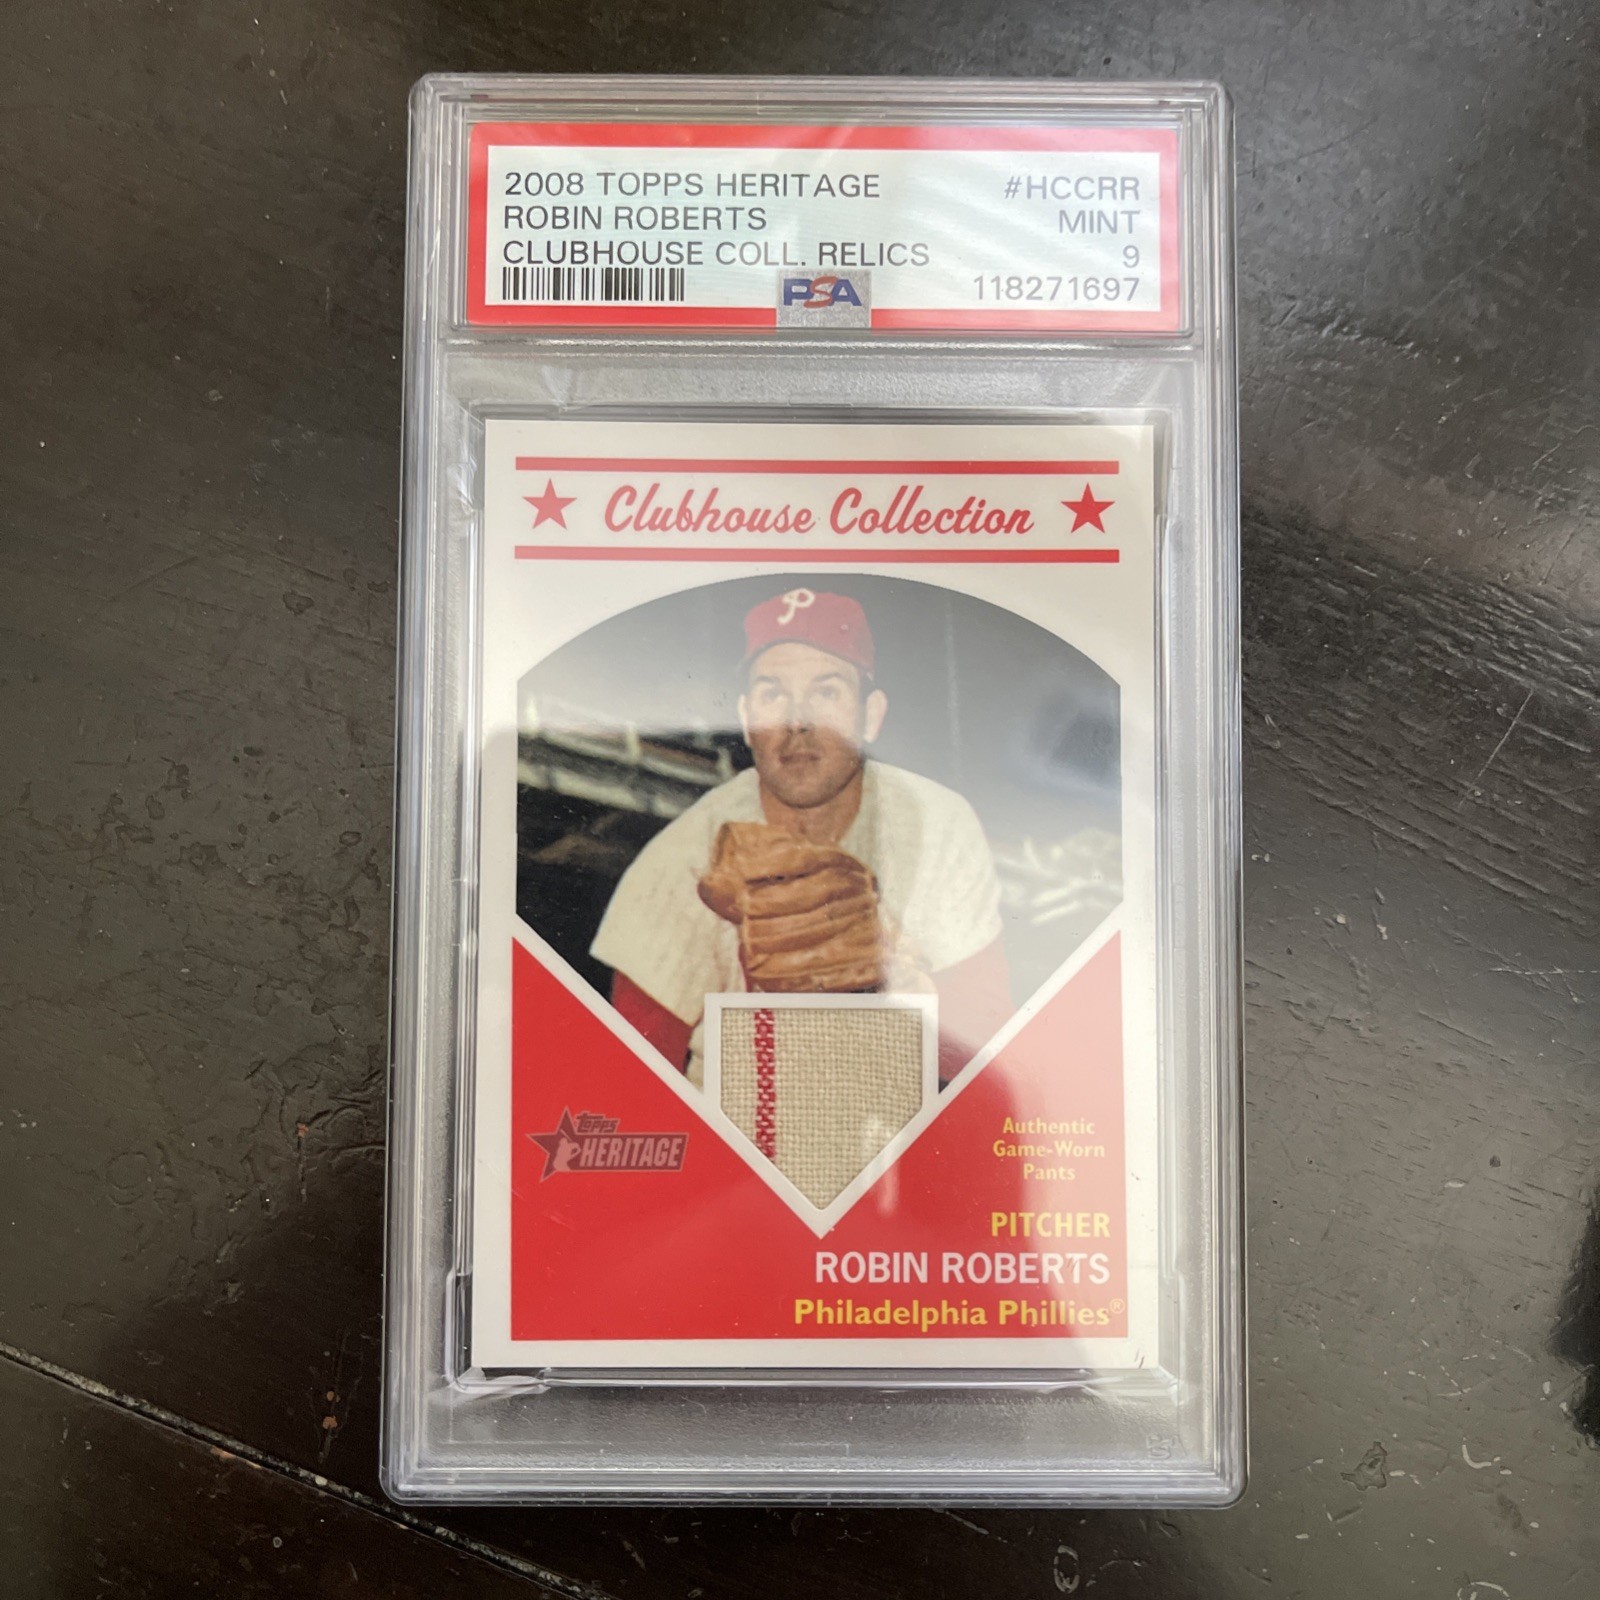 2008 TOPPS HERITAGE #HCCRR
ROBIN ROBERTS MINT
CLUBHOUSE COLL. RELICS 9
PSA 118271697
★ Clubhouse Collection ★
P
topps
HERITAGE
Authentic
Game-Worn
Pants
PITCHER
ROBIN ROBERTS
Philadelphia Phillies®